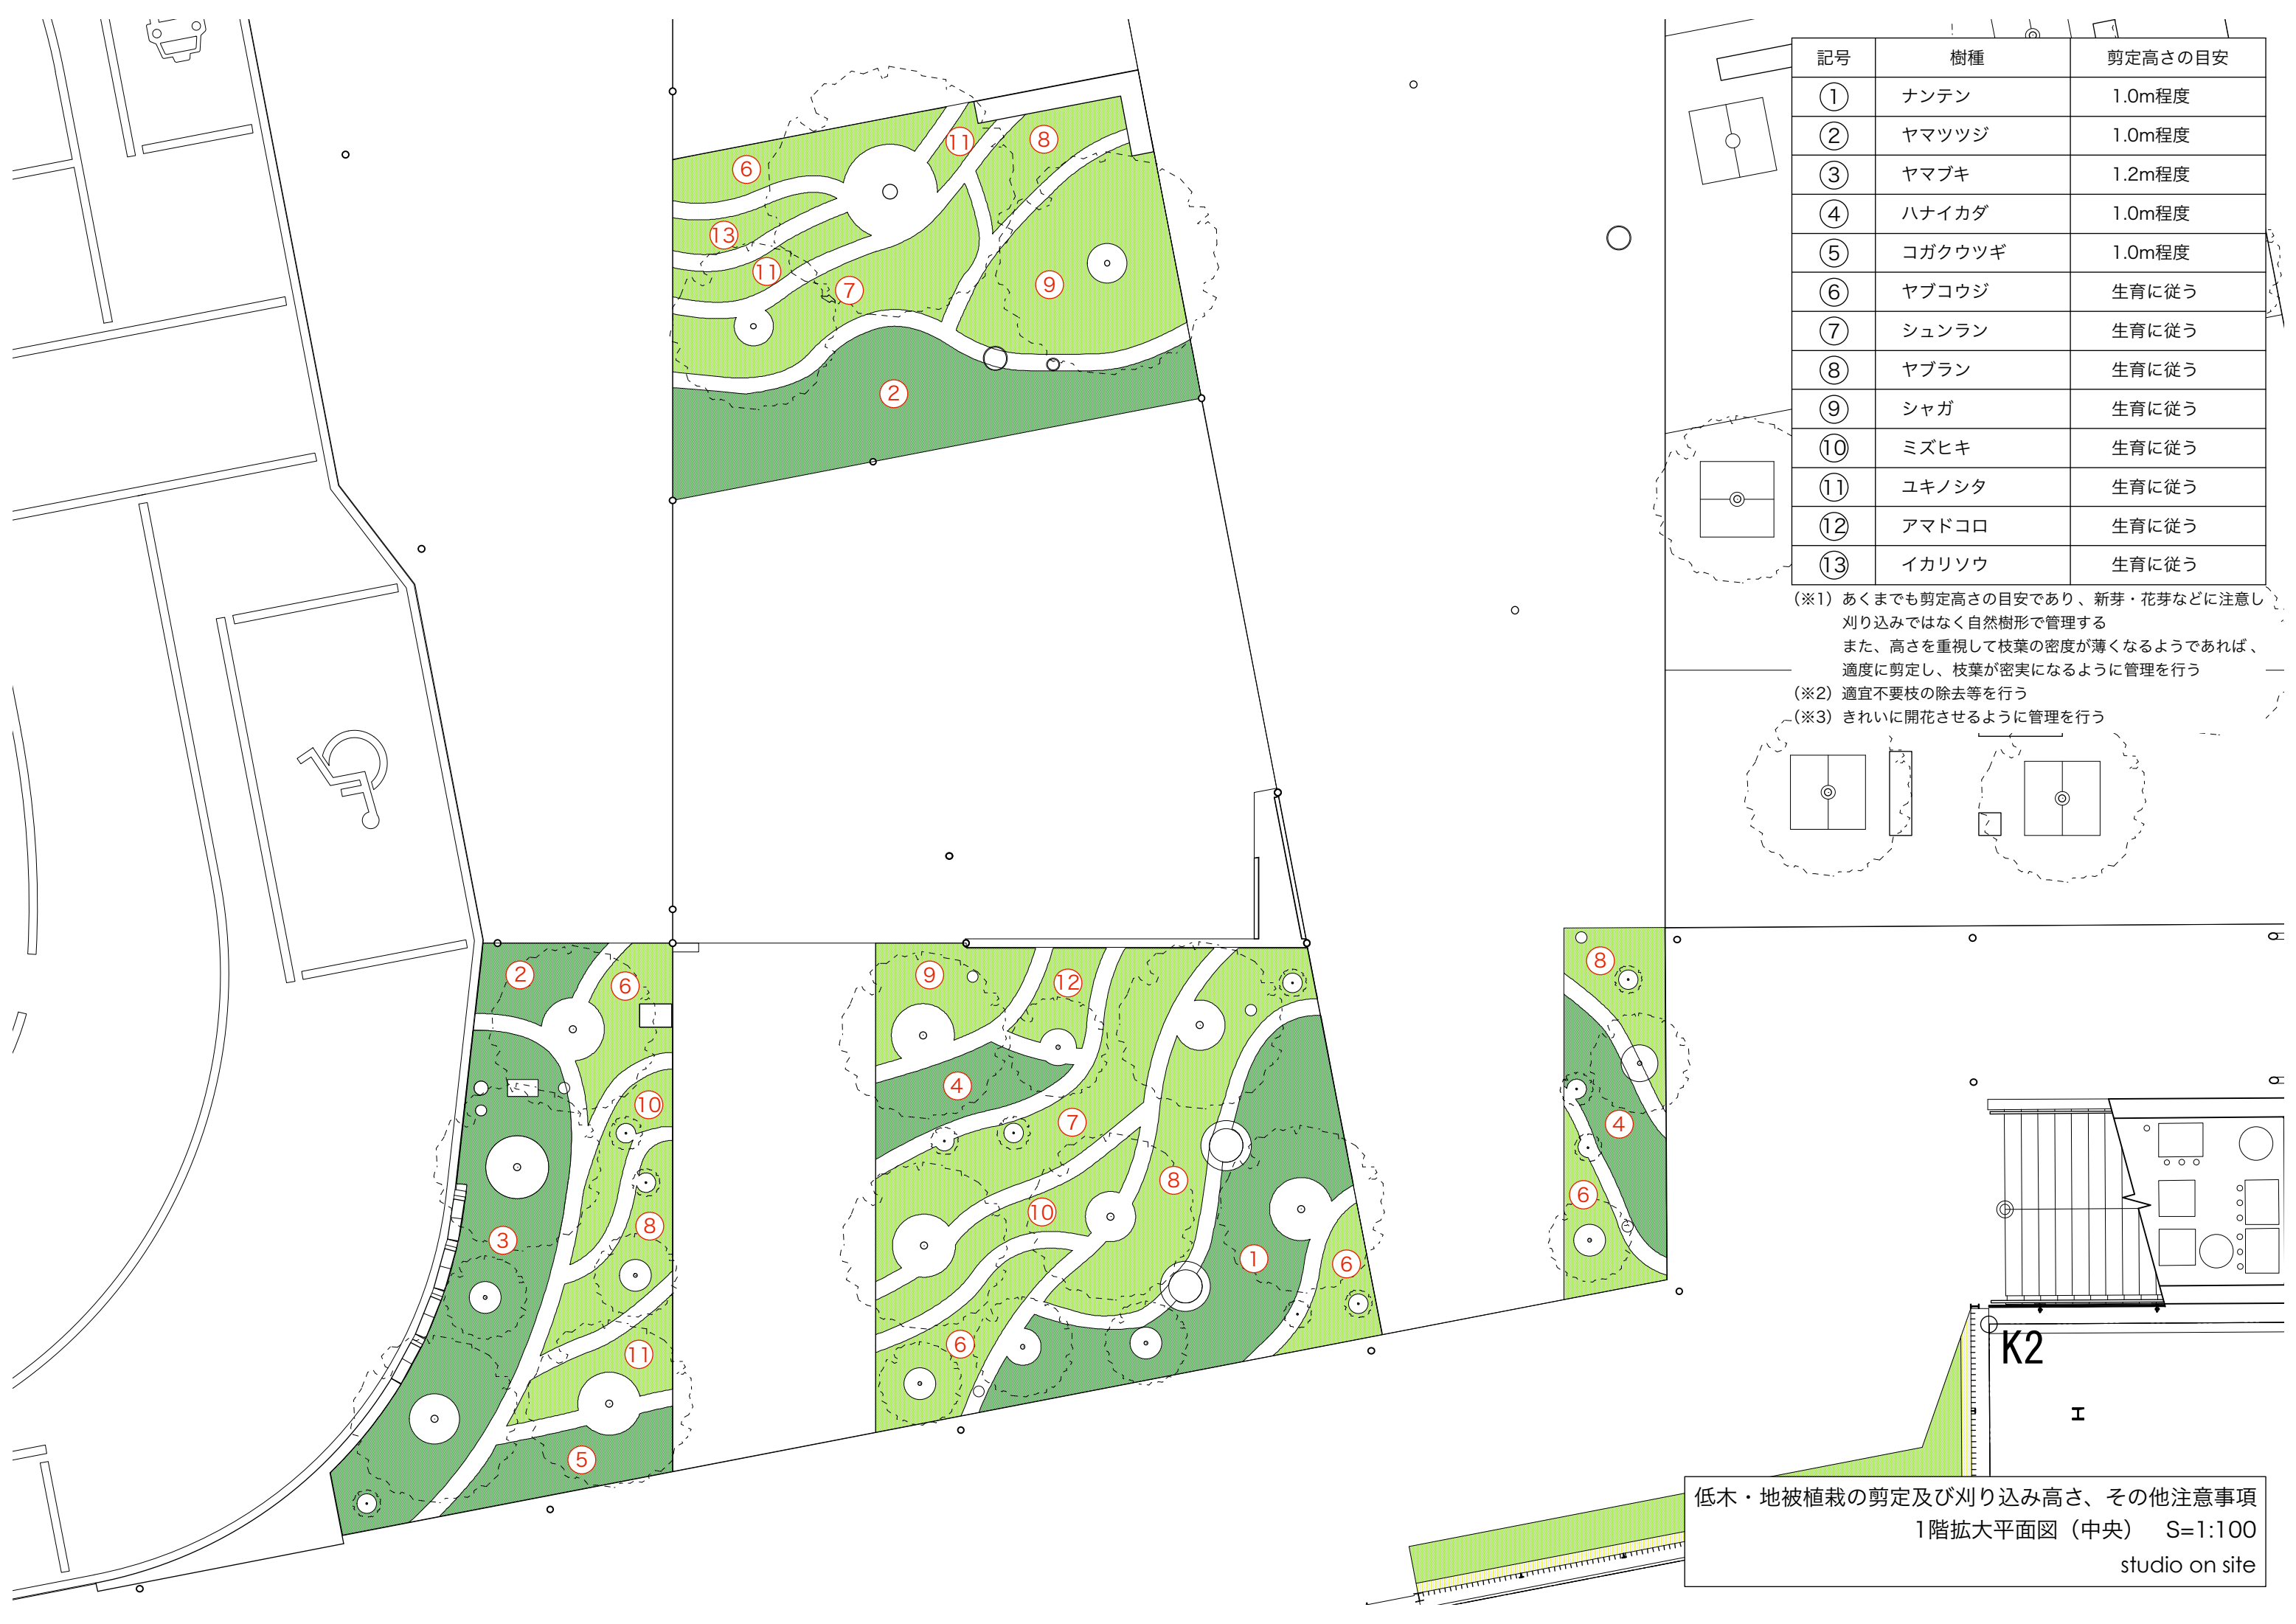 記号 樹種 剪定高さの目安
① ナンテン 1.0m程度
② ヤマツツジ 1.0m程度
③ ヤマブキ 1.2m程度
④ ハナイカダ 1.0m程度
⑤ コガクウツギ 1.0m程度
⑥ ヤブコウジ 生育に従う
⑦ シュンラン 生育に従う
⑧ ヤブラン 生育に従う
⑨ シャガ 生育に従う
⑩ ミズヒキ 生育に従う
⑪ ユキノシタ 生育に従う
⑫ アマドコロ 生育に従う
⑬ イカリソウ 生育に従う
（※1）あくまでも剪定高さの目安であり、新芽・花芽などに注意し
刈り込みではなく自然樹形で管理する
また、高さを重視して枝葉の密度が薄くなるようであれば、
適度に剪定し、枝葉が密実になるように管理を行う
（※2）適宜不要枝の除去等を行う
（※3）きれいに開花させるように管理を行う
⑥
⑪
⑧
⑬
⑪
⑦
⑨
②
②
⑥
⑩
③
⑧
⑪
⑤
⑨
⑫
④
⑦
⑧
⑩
①
⑥
⑥
⑧
④
⑥
K2
低木・地被植栽の剪定及び刈り込み高さ、その他注意事項
1階拡大平面図（中央） S=1:100
studio on site